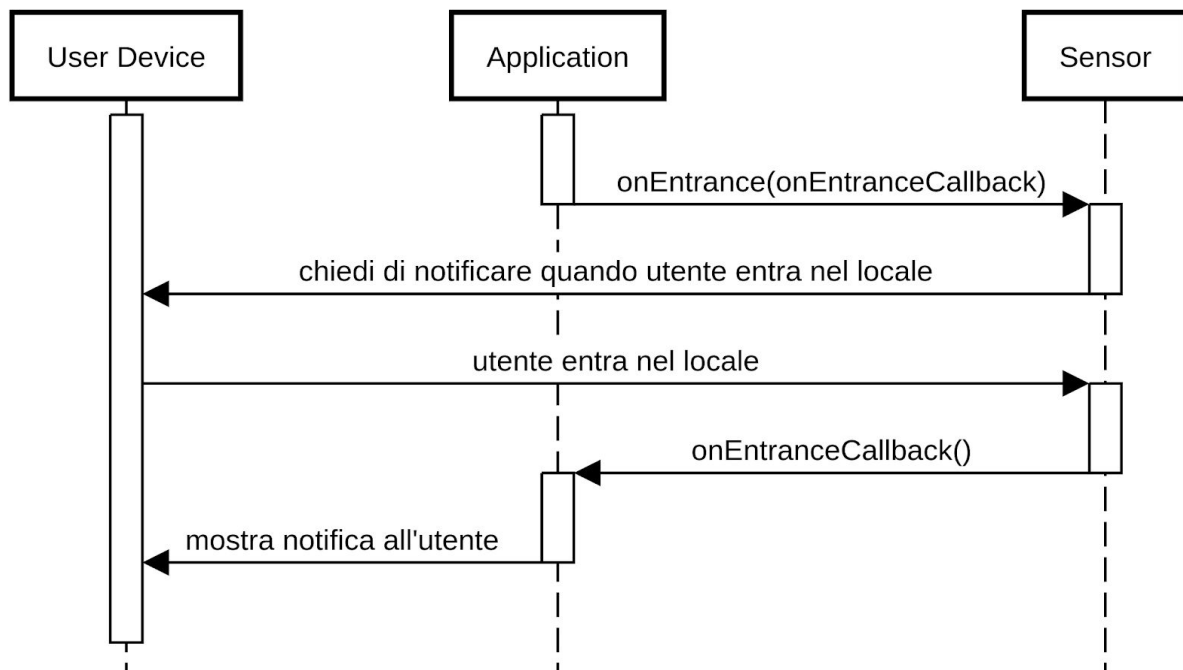 User Device
Application
Sensor
onEntrance(onEntranceCallback)
chiedi di notificare quando utente entra nel locale
utente entra nel locale
onEntranceCallback()
mostra notifica all'utente